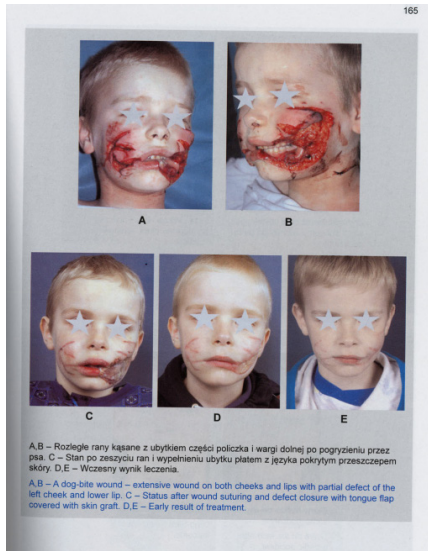 165
A
B
C
D
E
A,B – Rozległe rany kąsane z ubytkiem części policzka i wargi dolnej po pogryzieniu przez
psa. C – Stan po zeszyciu ran i wypełnieniu ubytku płatem z języka pokrytym przeszczepem
skóry. D,E – Wczesny wynik leczenia.
A,B – A dog-bite wound – extensive wound on both cheeks and lips with partial defect of the
left cheek and lower lip. C – Status after wound suturing and defect closure with tongue flap
covered with skin graft. D,E – Early result of treatment.